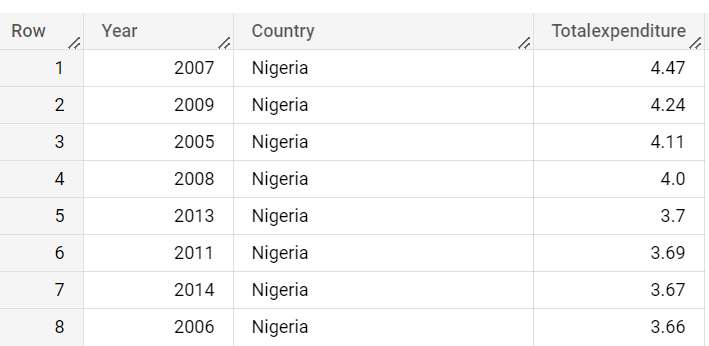 Row Year Country Totalexpenditure
1 2007 Nigeria 4.47
2 2009 Nigeria 4.24
3 2005 Nigeria 4.11
4 2008 Nigeria 4.0
5 2013 Nigeria 3.7
6 2011 Nigeria 3.69
7 2014 Nigeria 3.67
8 2006 Nigeria 3.66